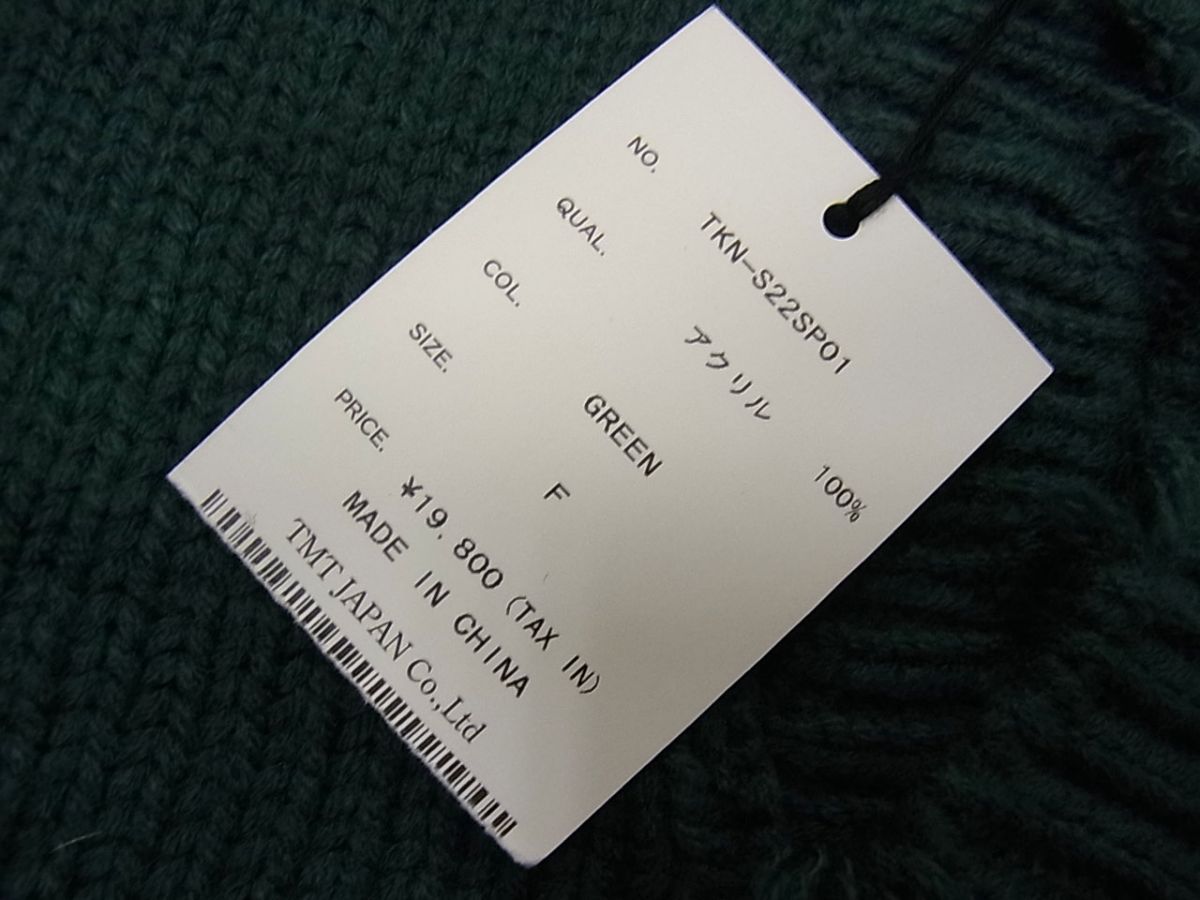 NO. TKN-S22SP01
QUAL. アクリル 100%
COL. GREEN
SIZE. F
PRICE. ¥19,800(TAX IN)
MADE IN CHINA
TMT JAPAN Co.,Ltd